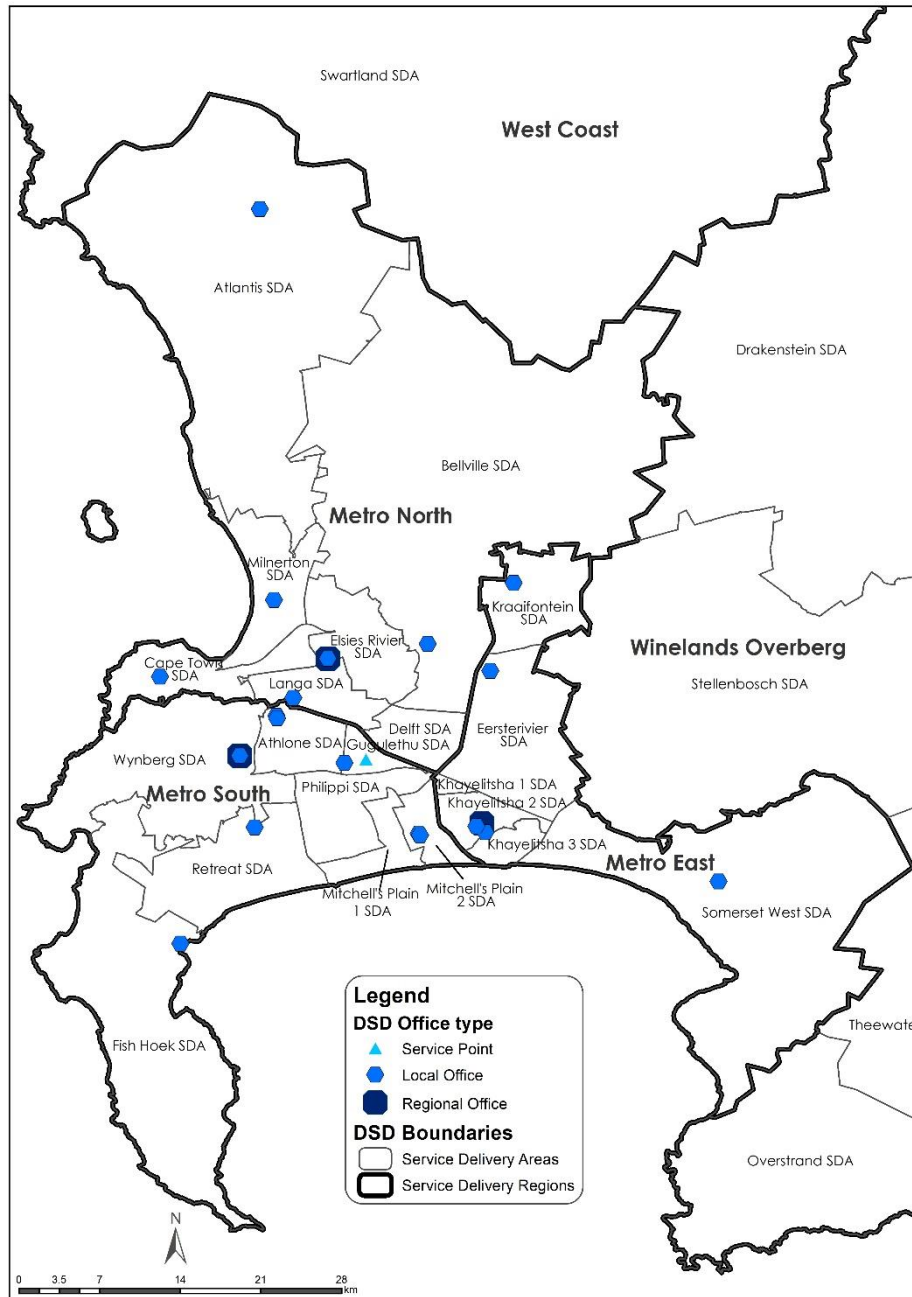 Swartland SDA
West Coast
Atlantis SDA
Drakenstein SDA
Bellville SDA
Metro North
Milnerton
SDA
Kraaifontein
SDA
Elsies Rivier
SDA
Winelands Overberg
Cape Town
SDA
Langa SDA
Stellenbosch SDA
Delft SDA
Eersterivier
SDA
Athlone SDA
Gugulethu SDA
Wynberg SDA
Philippi SDA
Khayelitsha 1 SDA
Metro South
Khayelitsha 2 SDA
Khayelitsha 3 SDA
Retreat SDA
Metro East
Mitchell's Plain
1 SDA
Mitchell's Plain
2 SDA
Somerset West SDA
Fish Hoek SDA
Theewate
Overstrand SDA
Legend
DSD Office type
Service Point
Local Office
Regional Office
DSD Boundaries
Service Delivery Areas
Service Delivery Regions
N
0 3.5 7 14 21 28
km